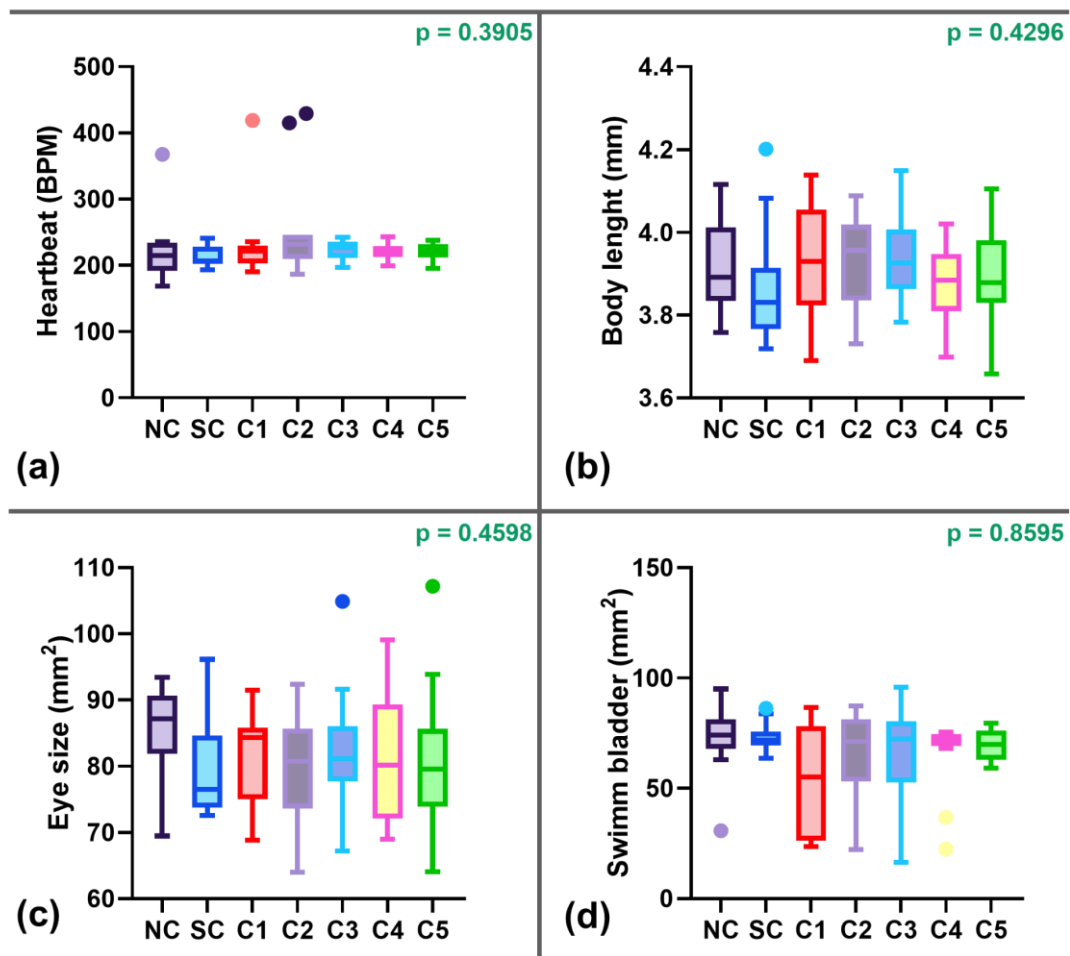 p = 0.3905
Heartbeat (BPM)
500
400
300
200
100
0
NC SC C1 C2 C3 C4 C5
(a)
p = 0.4296
Body lenght (mm)
4.4
4.2
4.0
3.8
3.6
NC SC C1 C2 C3 C4 C5
(b)
p = 0.4598
Eye size (mm²)
110
100
90
80
70
60
NC SC C1 C2 C3 C4 C5
(c)
p = 0.8595
Swimm bladder (mm²)
150
100
50
0
NC SC C1 C2 C3 C4 C5
(d)